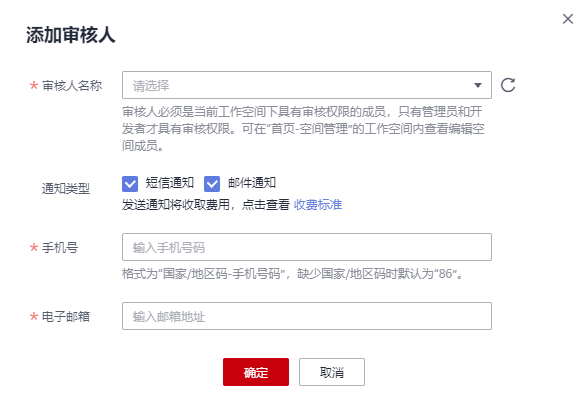 添加审核人
* 审核人名称
请选择
审核人必须是当前工作空间下具有审核权限的成员，只有管理员和开
发者才具有审核权限。可在"首页-空间管理"的工作空间内查看编辑空
间成员。
通知类型
短信通知 邮件通知
发送通知将收取费用，点击查看 收费标准
* 手机号
输入手机号码
格式为"国家/地区码-手机号码"，缺少国家/地区码时默认为"86"。
* 电子邮箱
输入邮箱地址
确定 取消